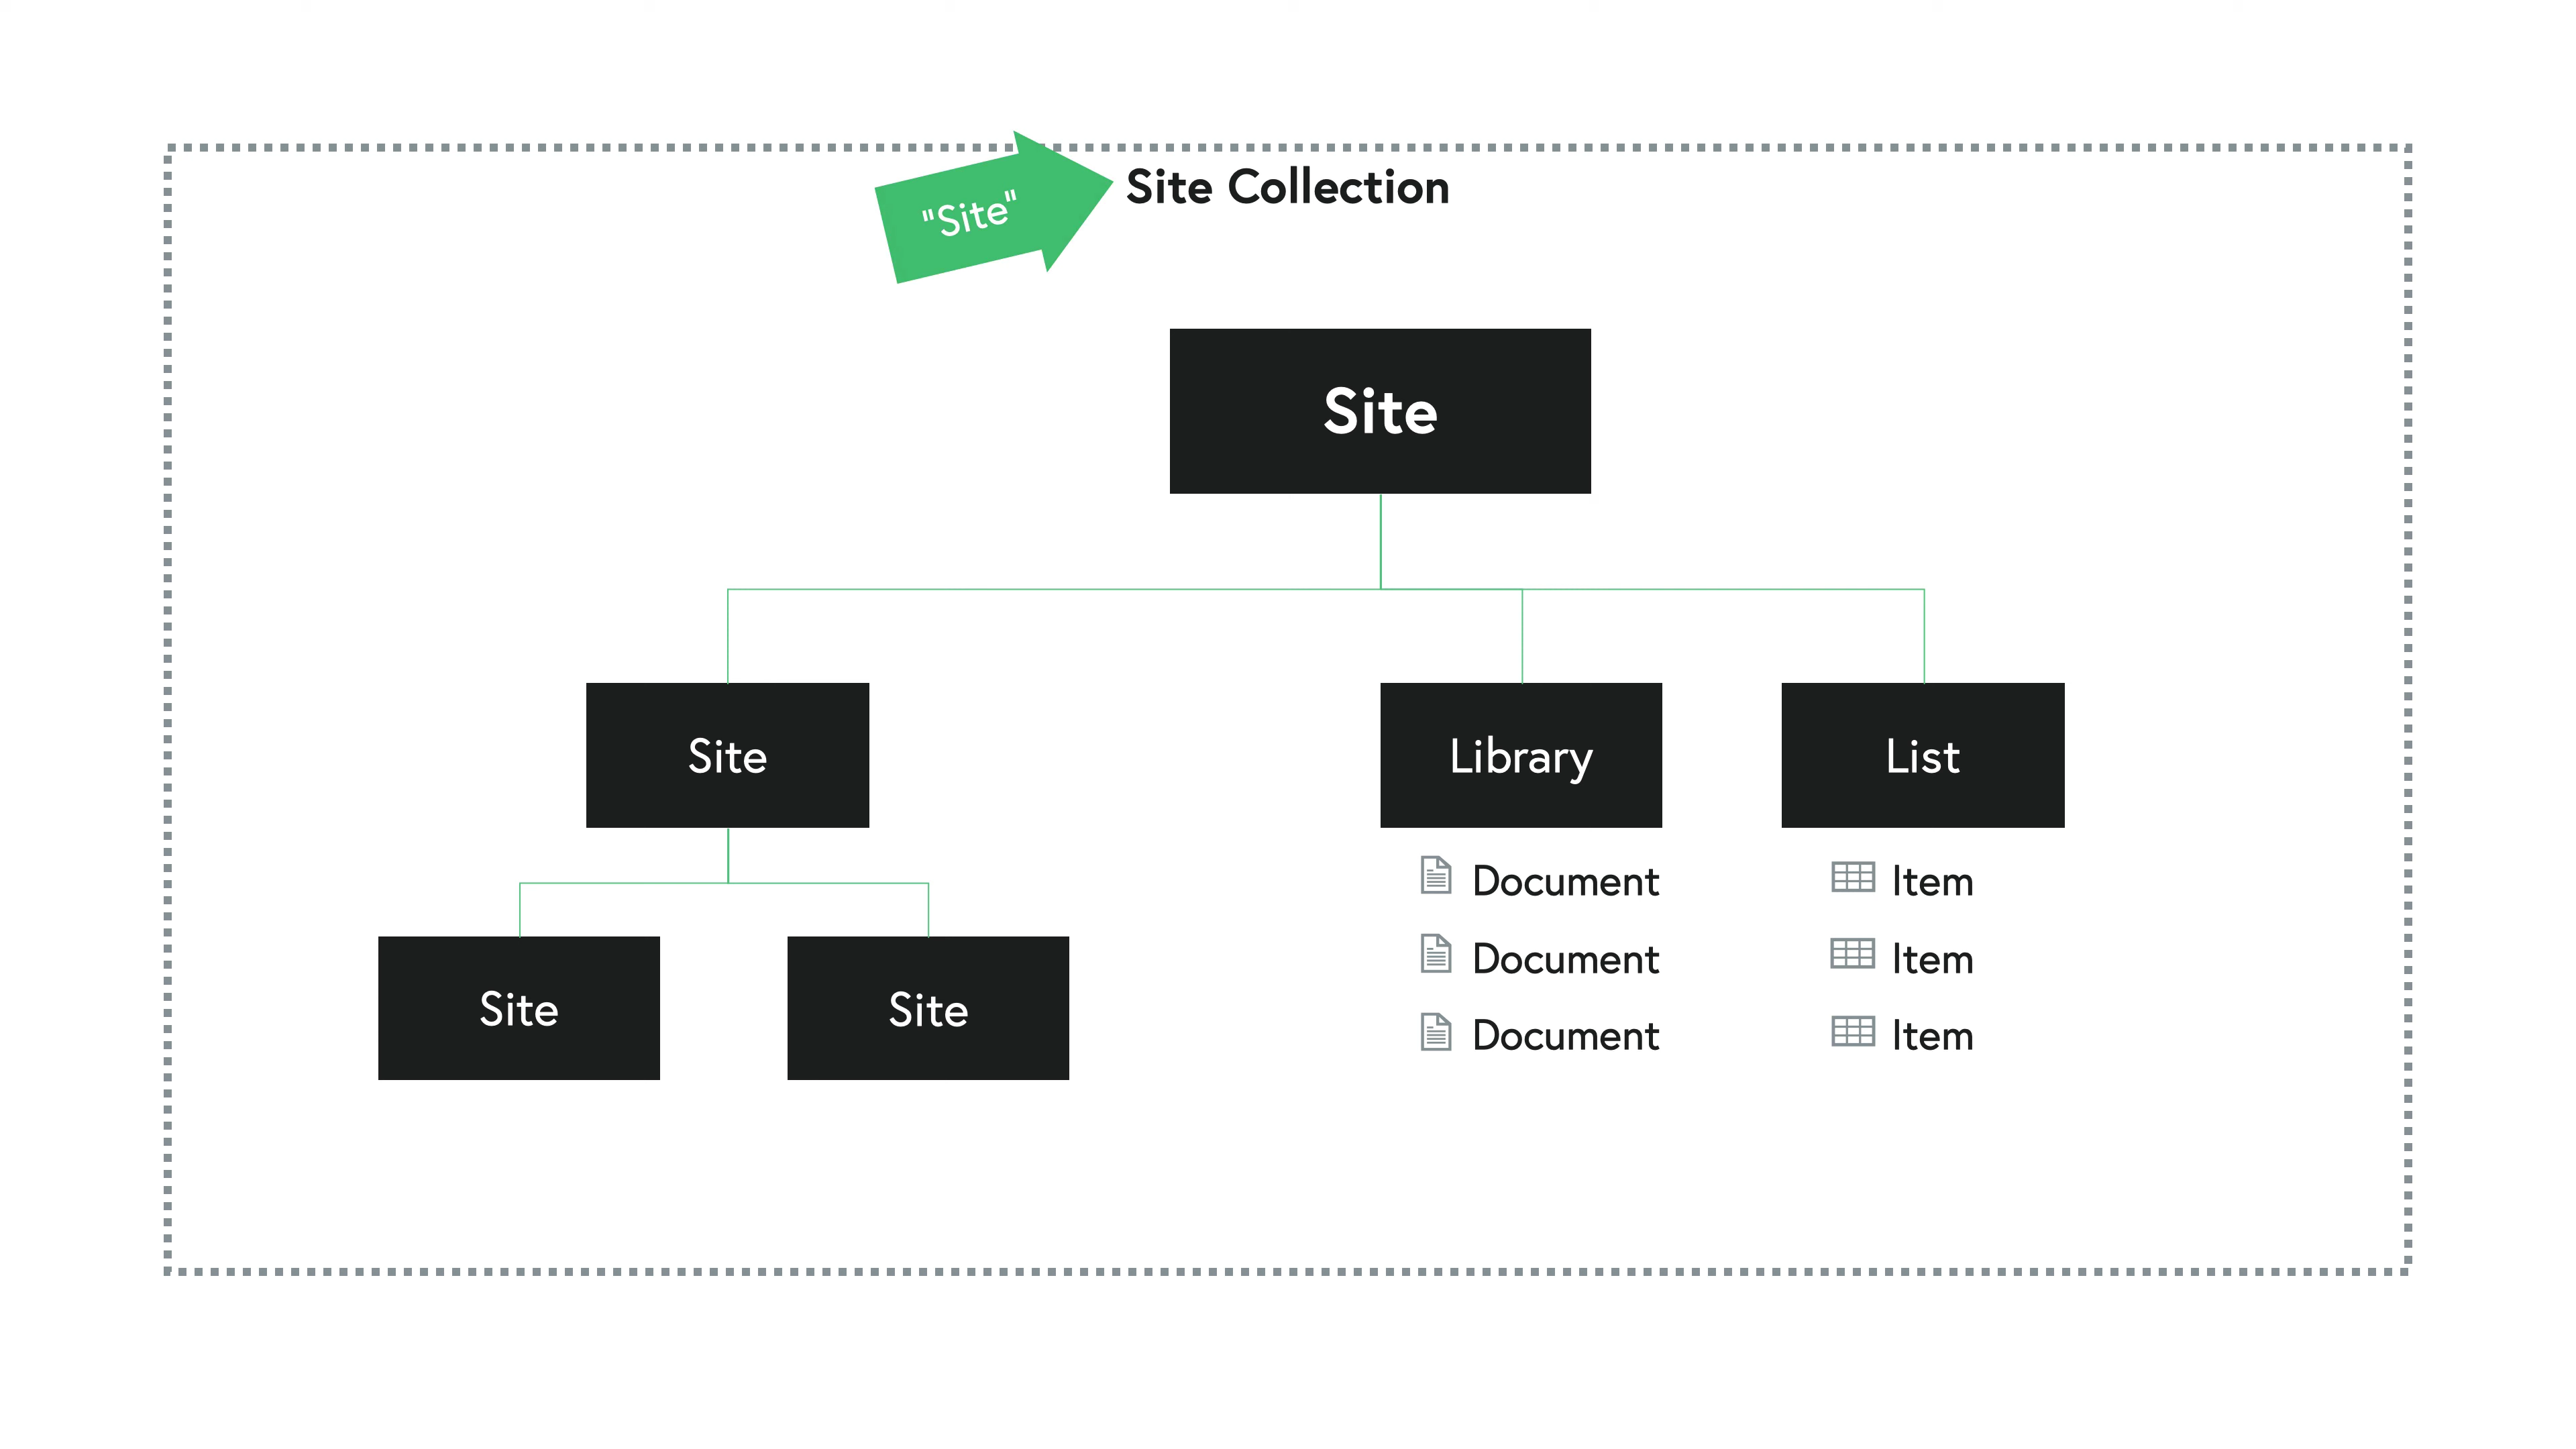 "Site"
Site Collection
Site
Site
Library
List
Document
Item
Document
Item
Site
Site
Document
Item